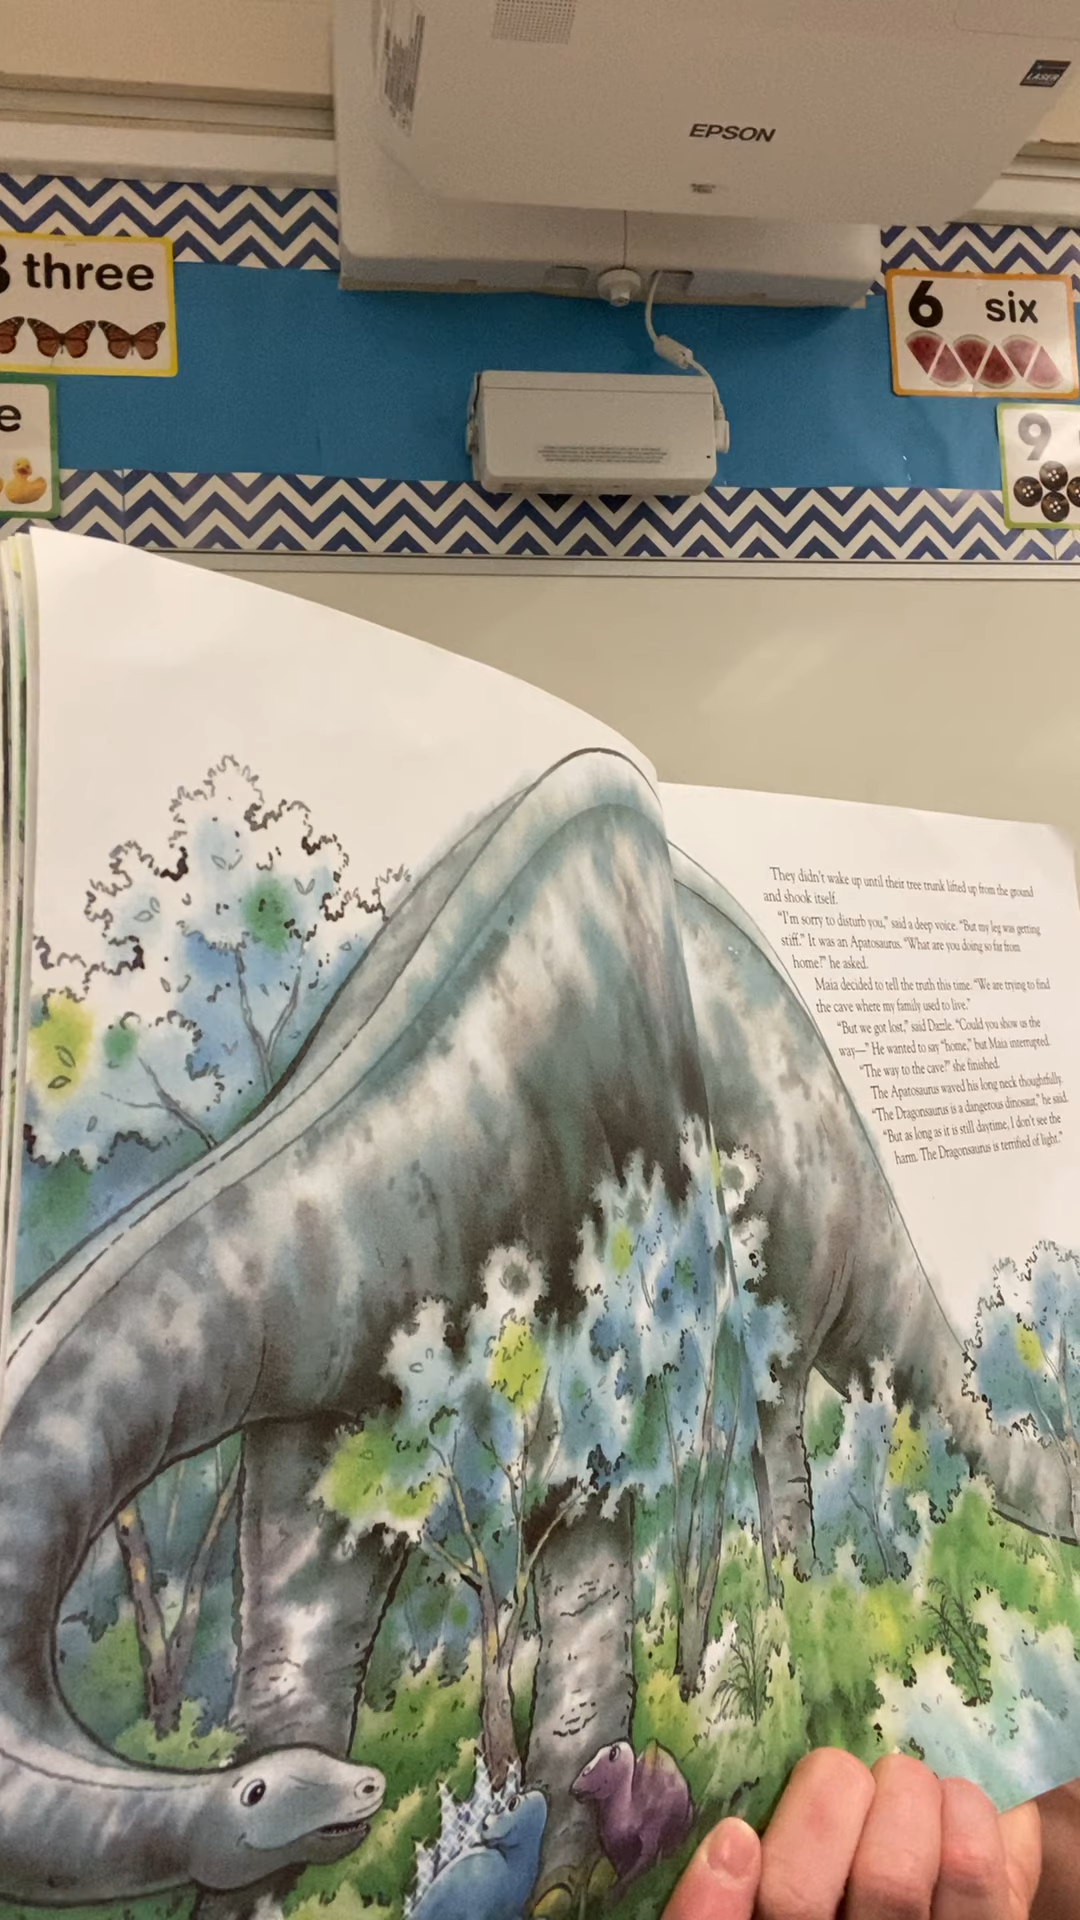 LASER
EPSON
3 three
6 six
e
9
They didn't wake up until their tree trunk lifted up from the ground
and shook itself.
"I'm sorry to disturb you," said a deep voice. "But my leg was getting
stiff." It was an Apatosaurus. "What are you doing so far from
home?" he asked.
Maia decided to tell the truth this time. "We are trying to find
the cave where my family used to live."
"But we got lost," said Dazzle. "Could you show us the
way—" He wanted to say "home," but Maia interrupted.
"The way to the cave?" she finished.
The Apatosaurus waved his long neck thoughtfully.
"The Dragonsaurus is a dangerous dinosaur," he said.
"But as long as it is still daytime, I don't see the
harm. The Dragonsaurus is terrified of light."